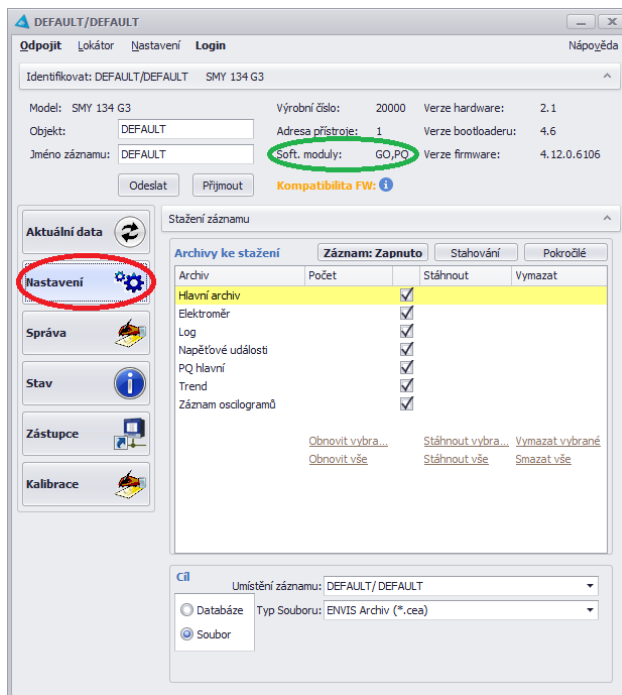 DEFAULT/DEFAULT
Odpojit Lokátor Nastavení Login Nápověda
Identifikovat: DEFAULT/DEFAULT SMY 134 G3
Model: SMY 134 G3 Výrobní číslo: 20000 Verze hardware: 2.1
Objekt: DEFAULT Adresa přístroje: 1 Verze bootloaderu: 4.6
Jméno záznamu: DEFAULT Soft. moduly: GO,PQ Verze firmware: 4.12.0.6106
Odeslat Přijmout Kompatibilita FW:
Stažení záznamu
Aktuální data
Nastavení
Správa
Stav
Zástupce
Kalibrace
Archivy ke stažení Záznam: Zapnuto Stahování Pokročilé
Archiv Počet Stáhnout Vymazat
Hlavní archiv
Elektroměr
Log
Napěťové události
PQ hlavní
Trend
Záznam oscilogramů
Obnovit vybra... Stáhnout vybra... Vymazat vybrané
Obnovit vše Stáhnout vše Smazat vše
Cíl
Umístění záznamu: DEFAULT/DEFAULT
Databáze Typ Souboru: ENVIS Archiv (*.cea)
Soubor